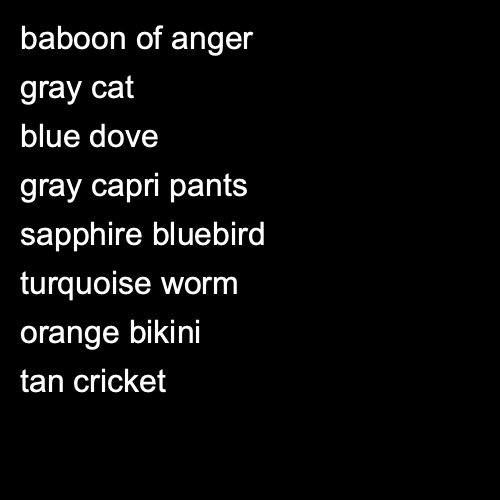 baboon of anger
gray cat
blue dove
gray capri pants
sapphire bluebird
turquoise worm
orange bikini
tan cricket